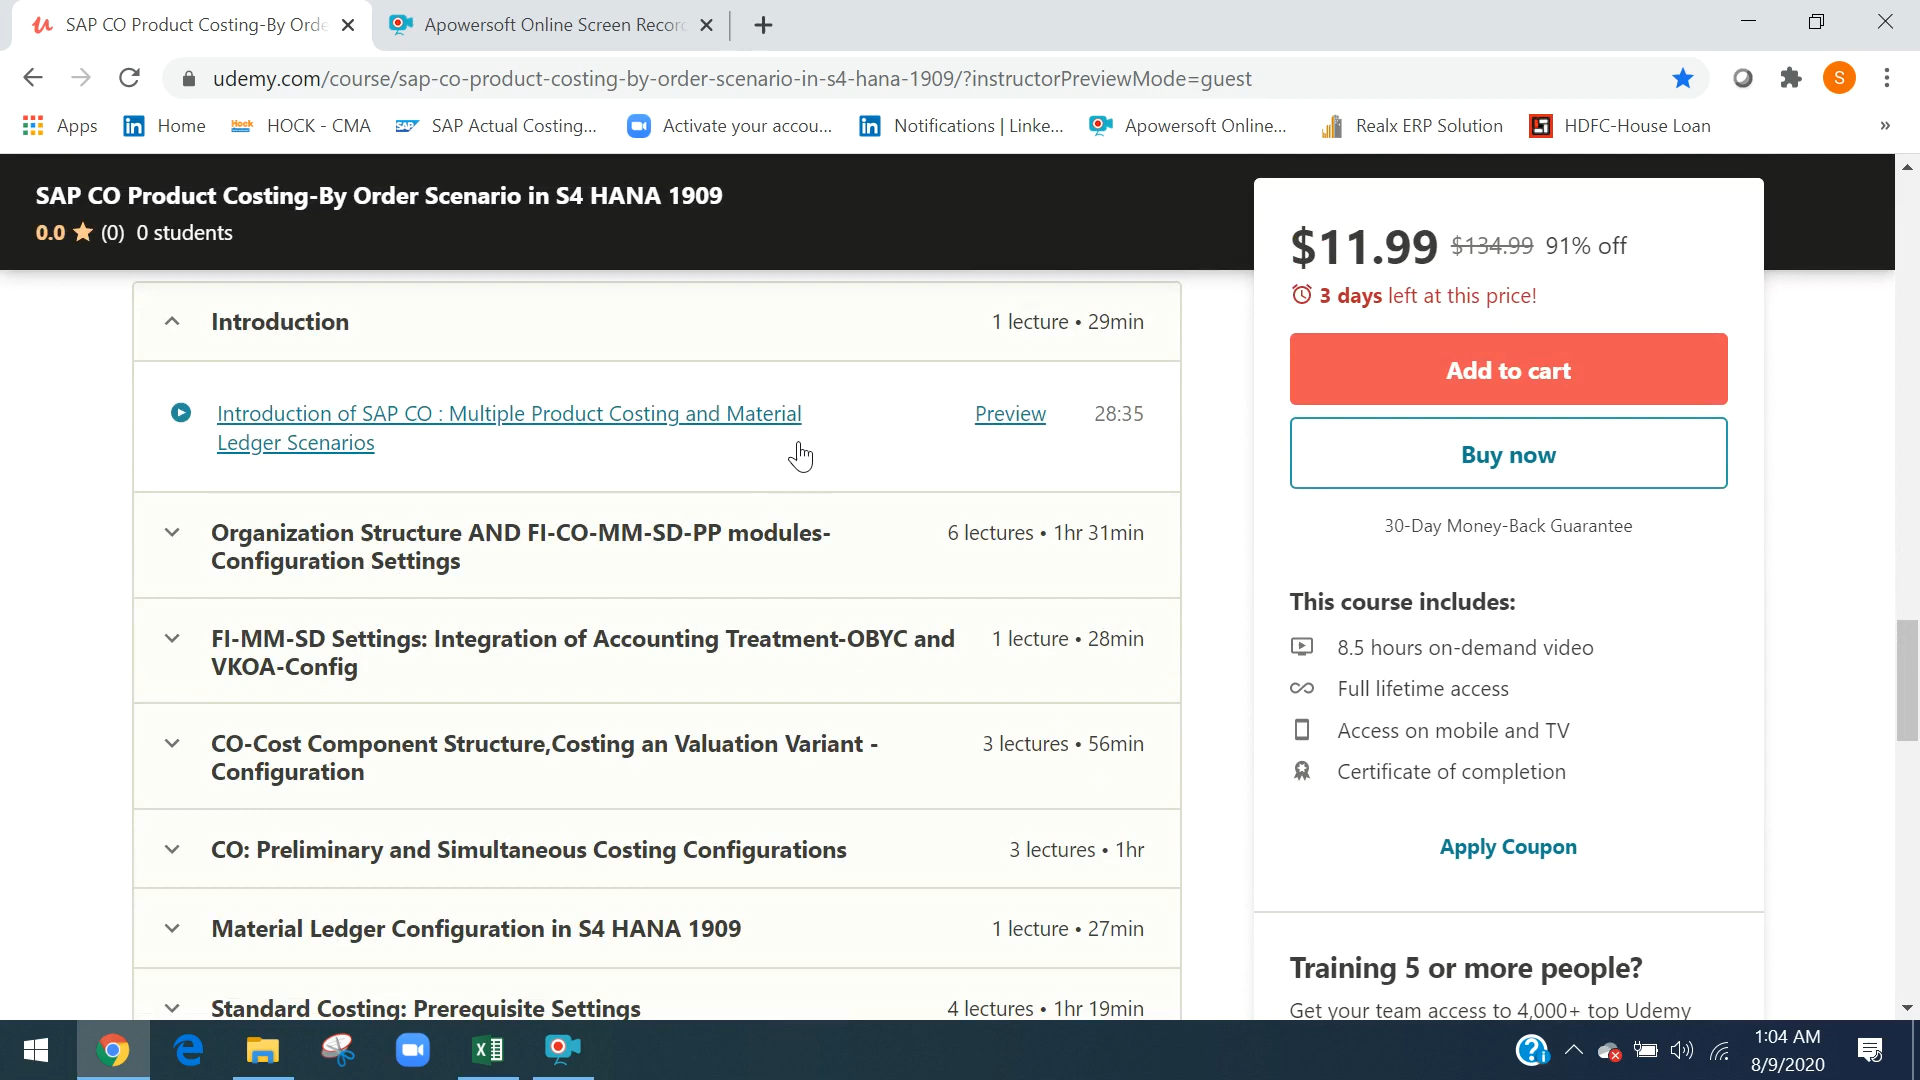 SAP CO Product Costing-By Orde
Apowersoft Online Screen Record
udemy.com/course/sap-co-product-costing-by-order-scenario-in-s4-hana-1909/?instructorPreviewMode=guest
S
Apps
Home
HOCK - CMA
SAP Actual Costing...
Activate your accou...
Notifications | Linke...
Apowersoft Online...
Realx ERP Solution
HDFC-House Loan
»
SAP CO Product Costing-By Order Scenario in S4 HANA 1909
0.0 (0) 0 students
$11.99 $134.99 91% off
3 days left at this price!
Add to cart
Buy now
30-Day Money-Back Guarantee
This course includes:
8.5 hours on-demand video
Full lifetime access
Access on mobile and TV
Certificate of completion
Apply Coupon
Training 5 or more people?
Get your team access to 4,000+ top Udemy
Introduction 1 lecture • 29min
Introduction of SAP CO : Multiple Product Costing and Material Preview 28:35
Ledger Scenarios
Organization Structure AND FI-CO-MM-SD-PP modules- 6 lectures • 1hr 31min
Configuration Settings
FI-MM-SD Settings: Integration of Accounting Treatment-OBYC and 1 lecture • 28min
VKOA-Config
CO-Cost Component Structure,Costing an Valuation Variant - 3 lectures • 56min
Configuration
CO: Preliminary and Simultaneous Costing Configurations 3 lectures • 1hr
Material Ledger Configuration in S4 HANA 1909 1 lecture • 27min
Standard Costing: Prerequisite Settings 4 lectures • 1hr 19min
1:04 AM
8/9/2020